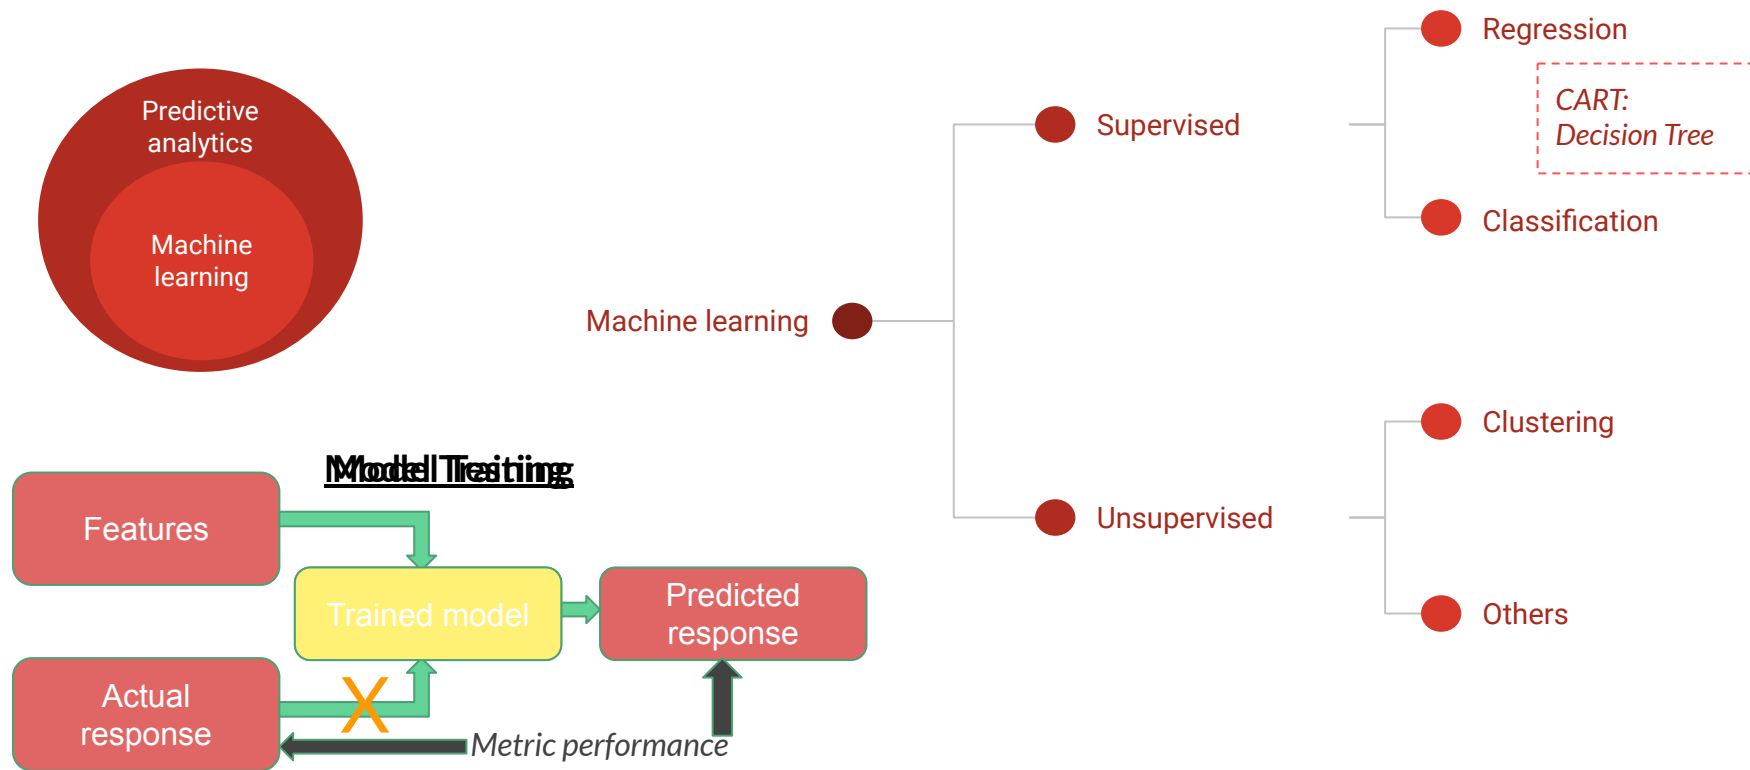 Predictive
analytics
Machine
learning
Machine learning
Supervised
Unsupervised
Regression
CART:
Decision Tree
Classification
Clustering
Others
Features
Trained model
Predicted
response
Actual
response
X
Metric performance